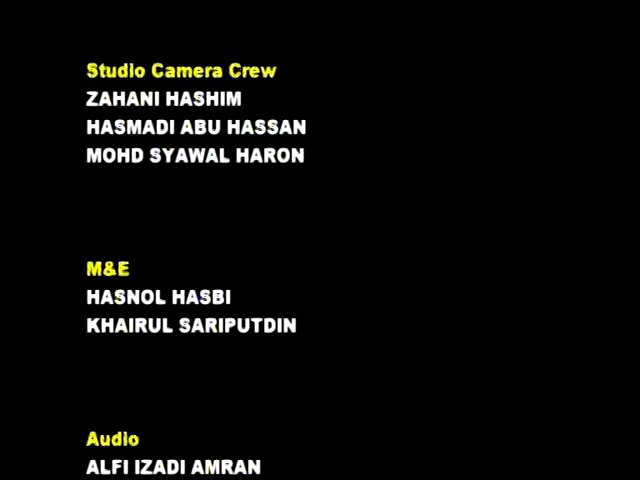 Studio Camera Crew
ZAHANI HASHIM
HASMADI ABU HASSAN
MOHD SYAWAL HARON
M&E
HASNOL HASBI
KHAIRUL SARIPUTDIN
Audio
ALFI IZADI AMRAN